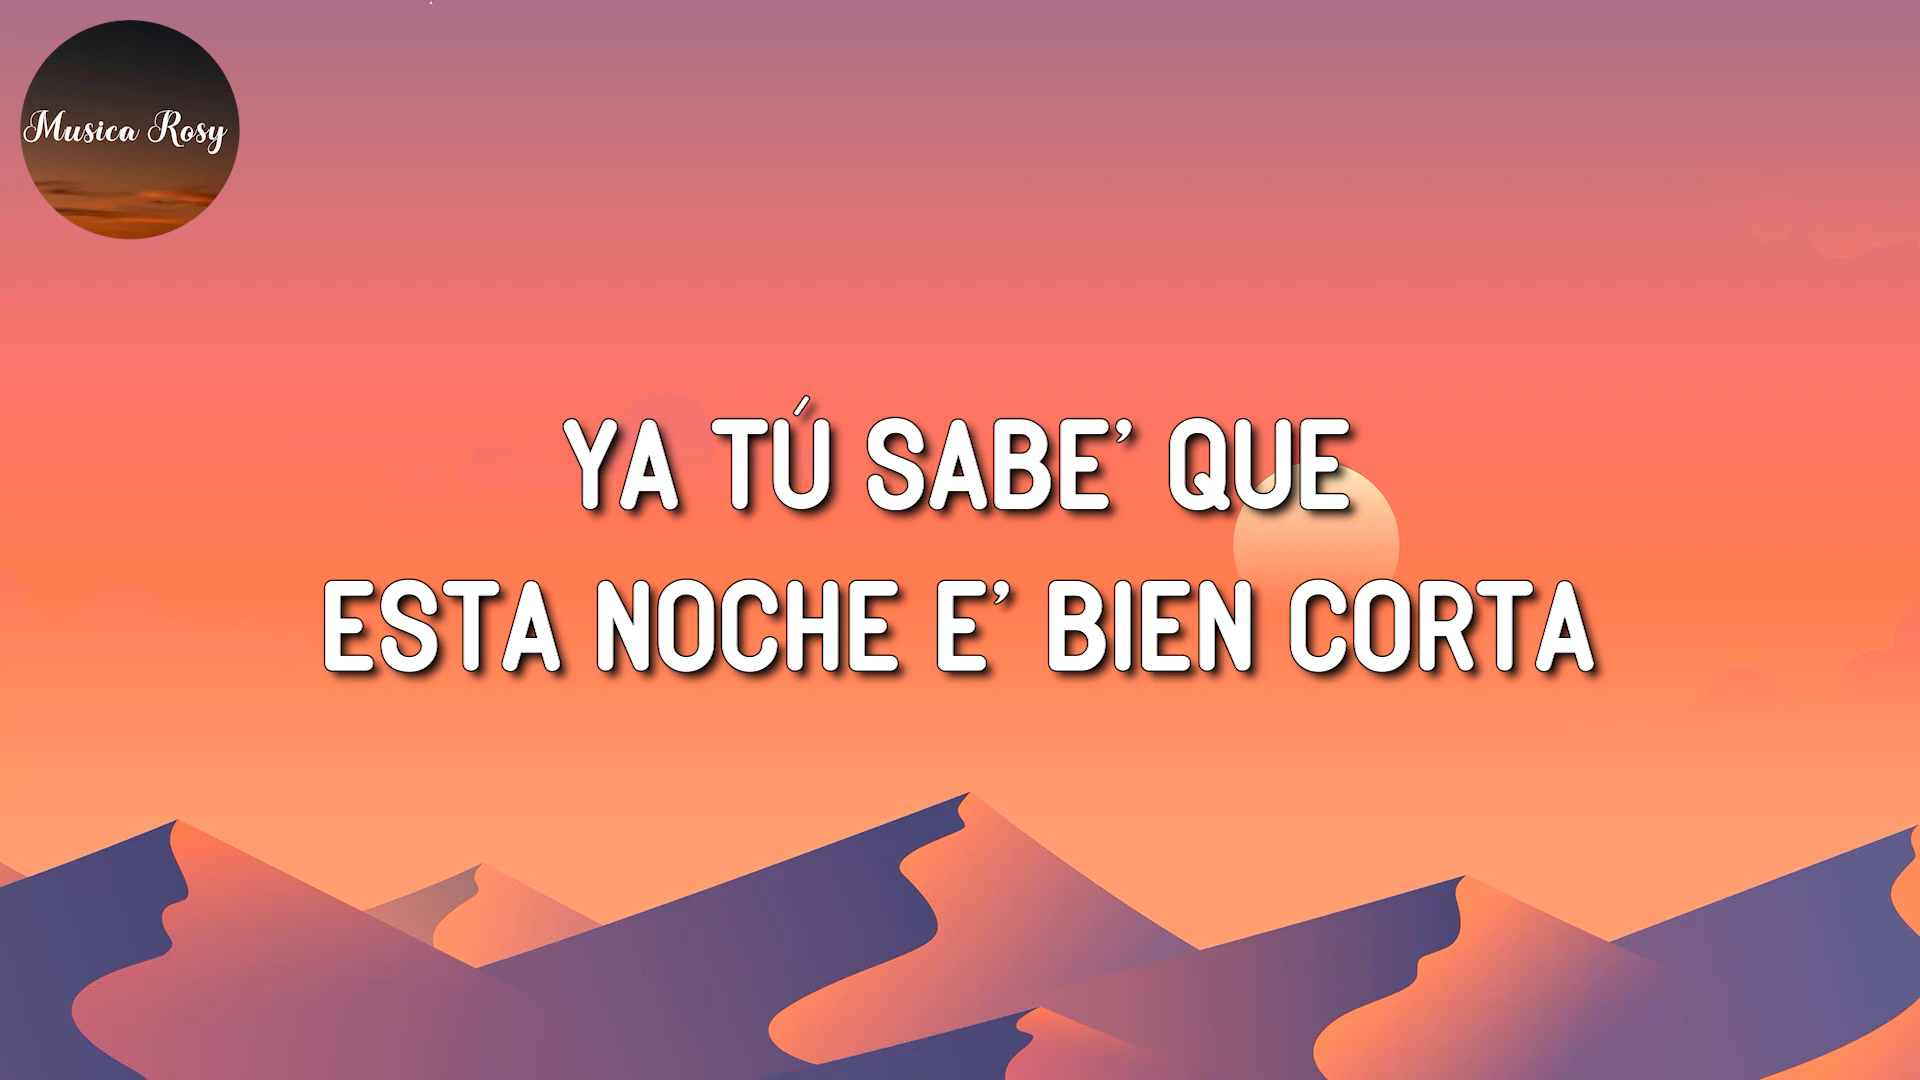 Musica Rosy
YA TÚ SABE’ QUE
ESTA NOCHE E’ BIEN CORTA